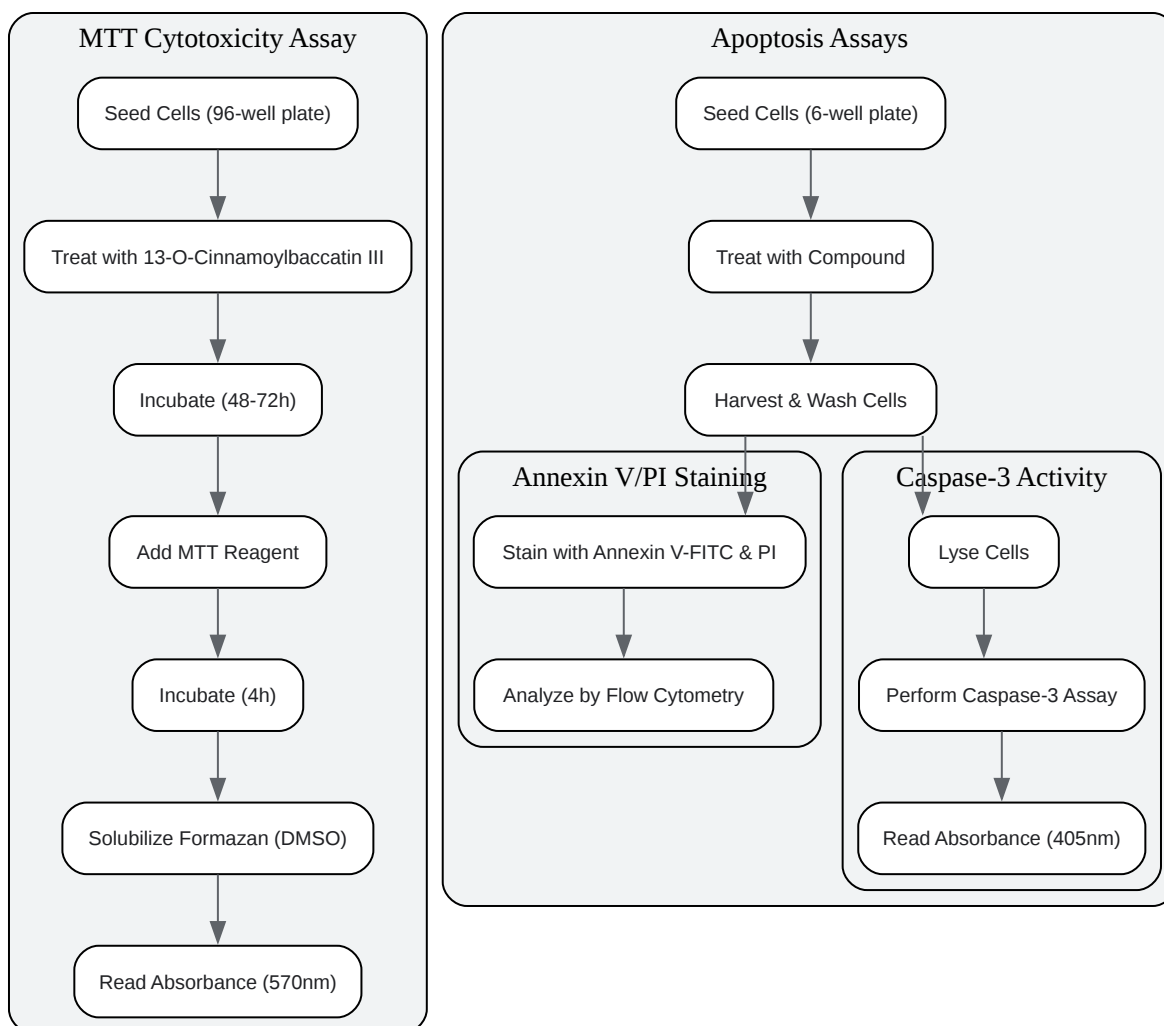 MTT Cytotoxicity Assay
Seed Cells (96-well plate)
Treat with 13-O-Cinnamoylbaccatin III
Incubate (48-72h)
Add MTT Reagent
Incubate (4h)
Solubilize Formazan (DMSO)
Read Absorbance (570nm)
Apoptosis Assays
Seed Cells (6-well plate)
Treat with Compound
Harvest & Wash Cells
Annexin V/PI Staining
Stain with Annexin V-FITC & PI
Analyze by Flow Cytometry
Caspase-3 Activity
Lyse Cells
Perform Caspase-3 Assay
Read Absorbance (405nm)